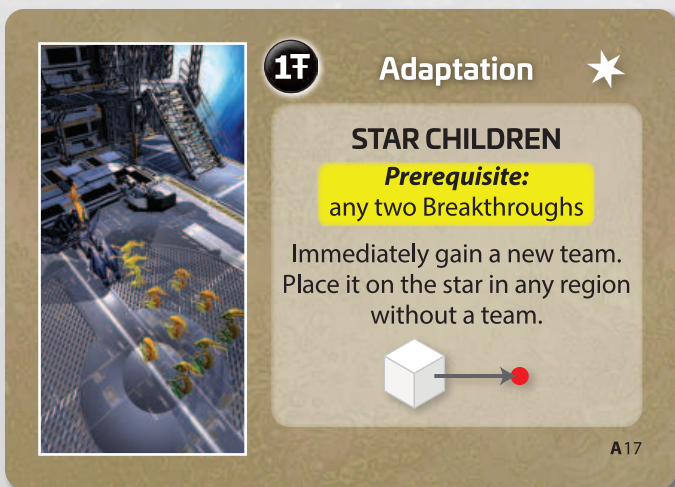 1Ŧ
Adaptation
STAR CHILDREN
Prerequisite:
any two Breakthroughs
Immediately gain a new team.
Place it on the star in any region
without a team.
A17